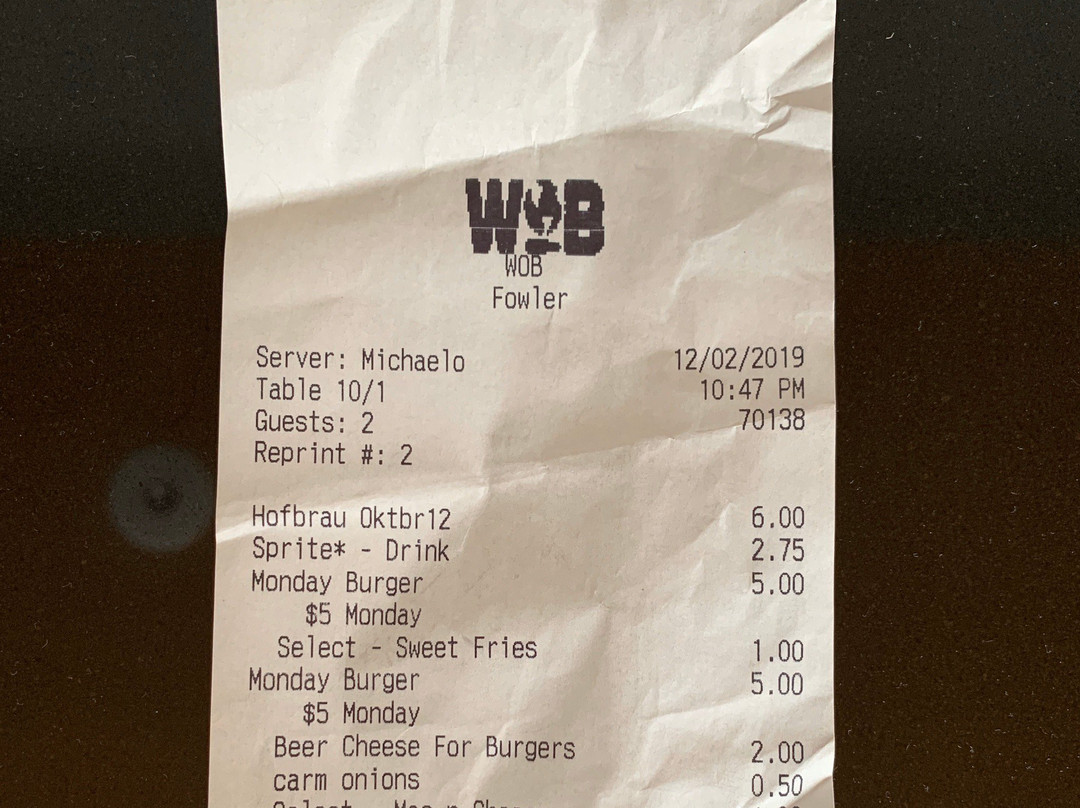 WOB
WOB
Fowler
Server: Michaelo 12/02/2019
Table 10/1 10:47 PM
Guests: 2 70138
Reprint #: 2
Hofbrau Oktbr12 6.00
Sprite* - Drink 2.75
Monday Burger 5.00
$5 Monday
Select - Sweet Fries 1.00
Monday Burger 5.00
$5 Monday
Beer Cheese For Burgers 2.00
carm onions 0.50
Select - Mac n